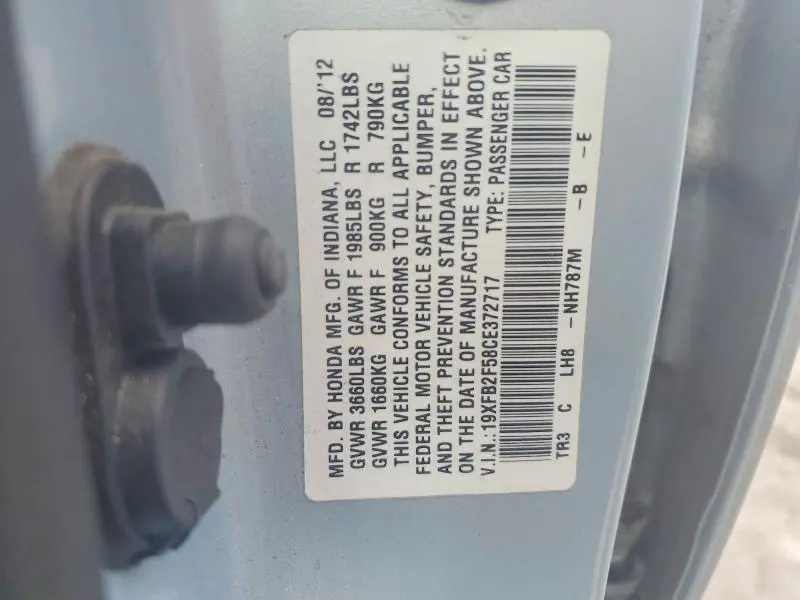 MFD. BY HONDA MFG. OF INDIANA, LLC 08/'12
GVWR 3660LBS GAWR F 1985LBS R 1742LBS
GVWR 1660KG GAWR F 900KG R 790KG
THIS VEHICLE CONFORMS TO ALL APPLICABLE
FEDERAL MOTOR VEHICLE SAFETY, BUMPER,
AND THEFT PREVENTION STANDARDS IN EFFECT
ON THE DATE OF MANUFACTURE SHOWN ABOVE.
V.I.N.:19XFB2F58CE372717 TYPE: PASSENGER CAR
TR3 C LH8 -NH787M -B -E